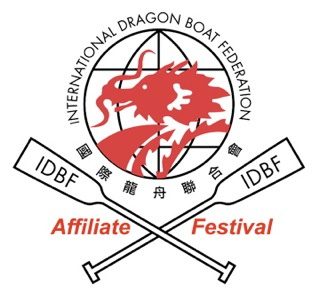 INTERNATIONAL DRAGON BOAT FEDERATION
國際龍舟聯合會
IDBF
IDBF
Affiliate Festival